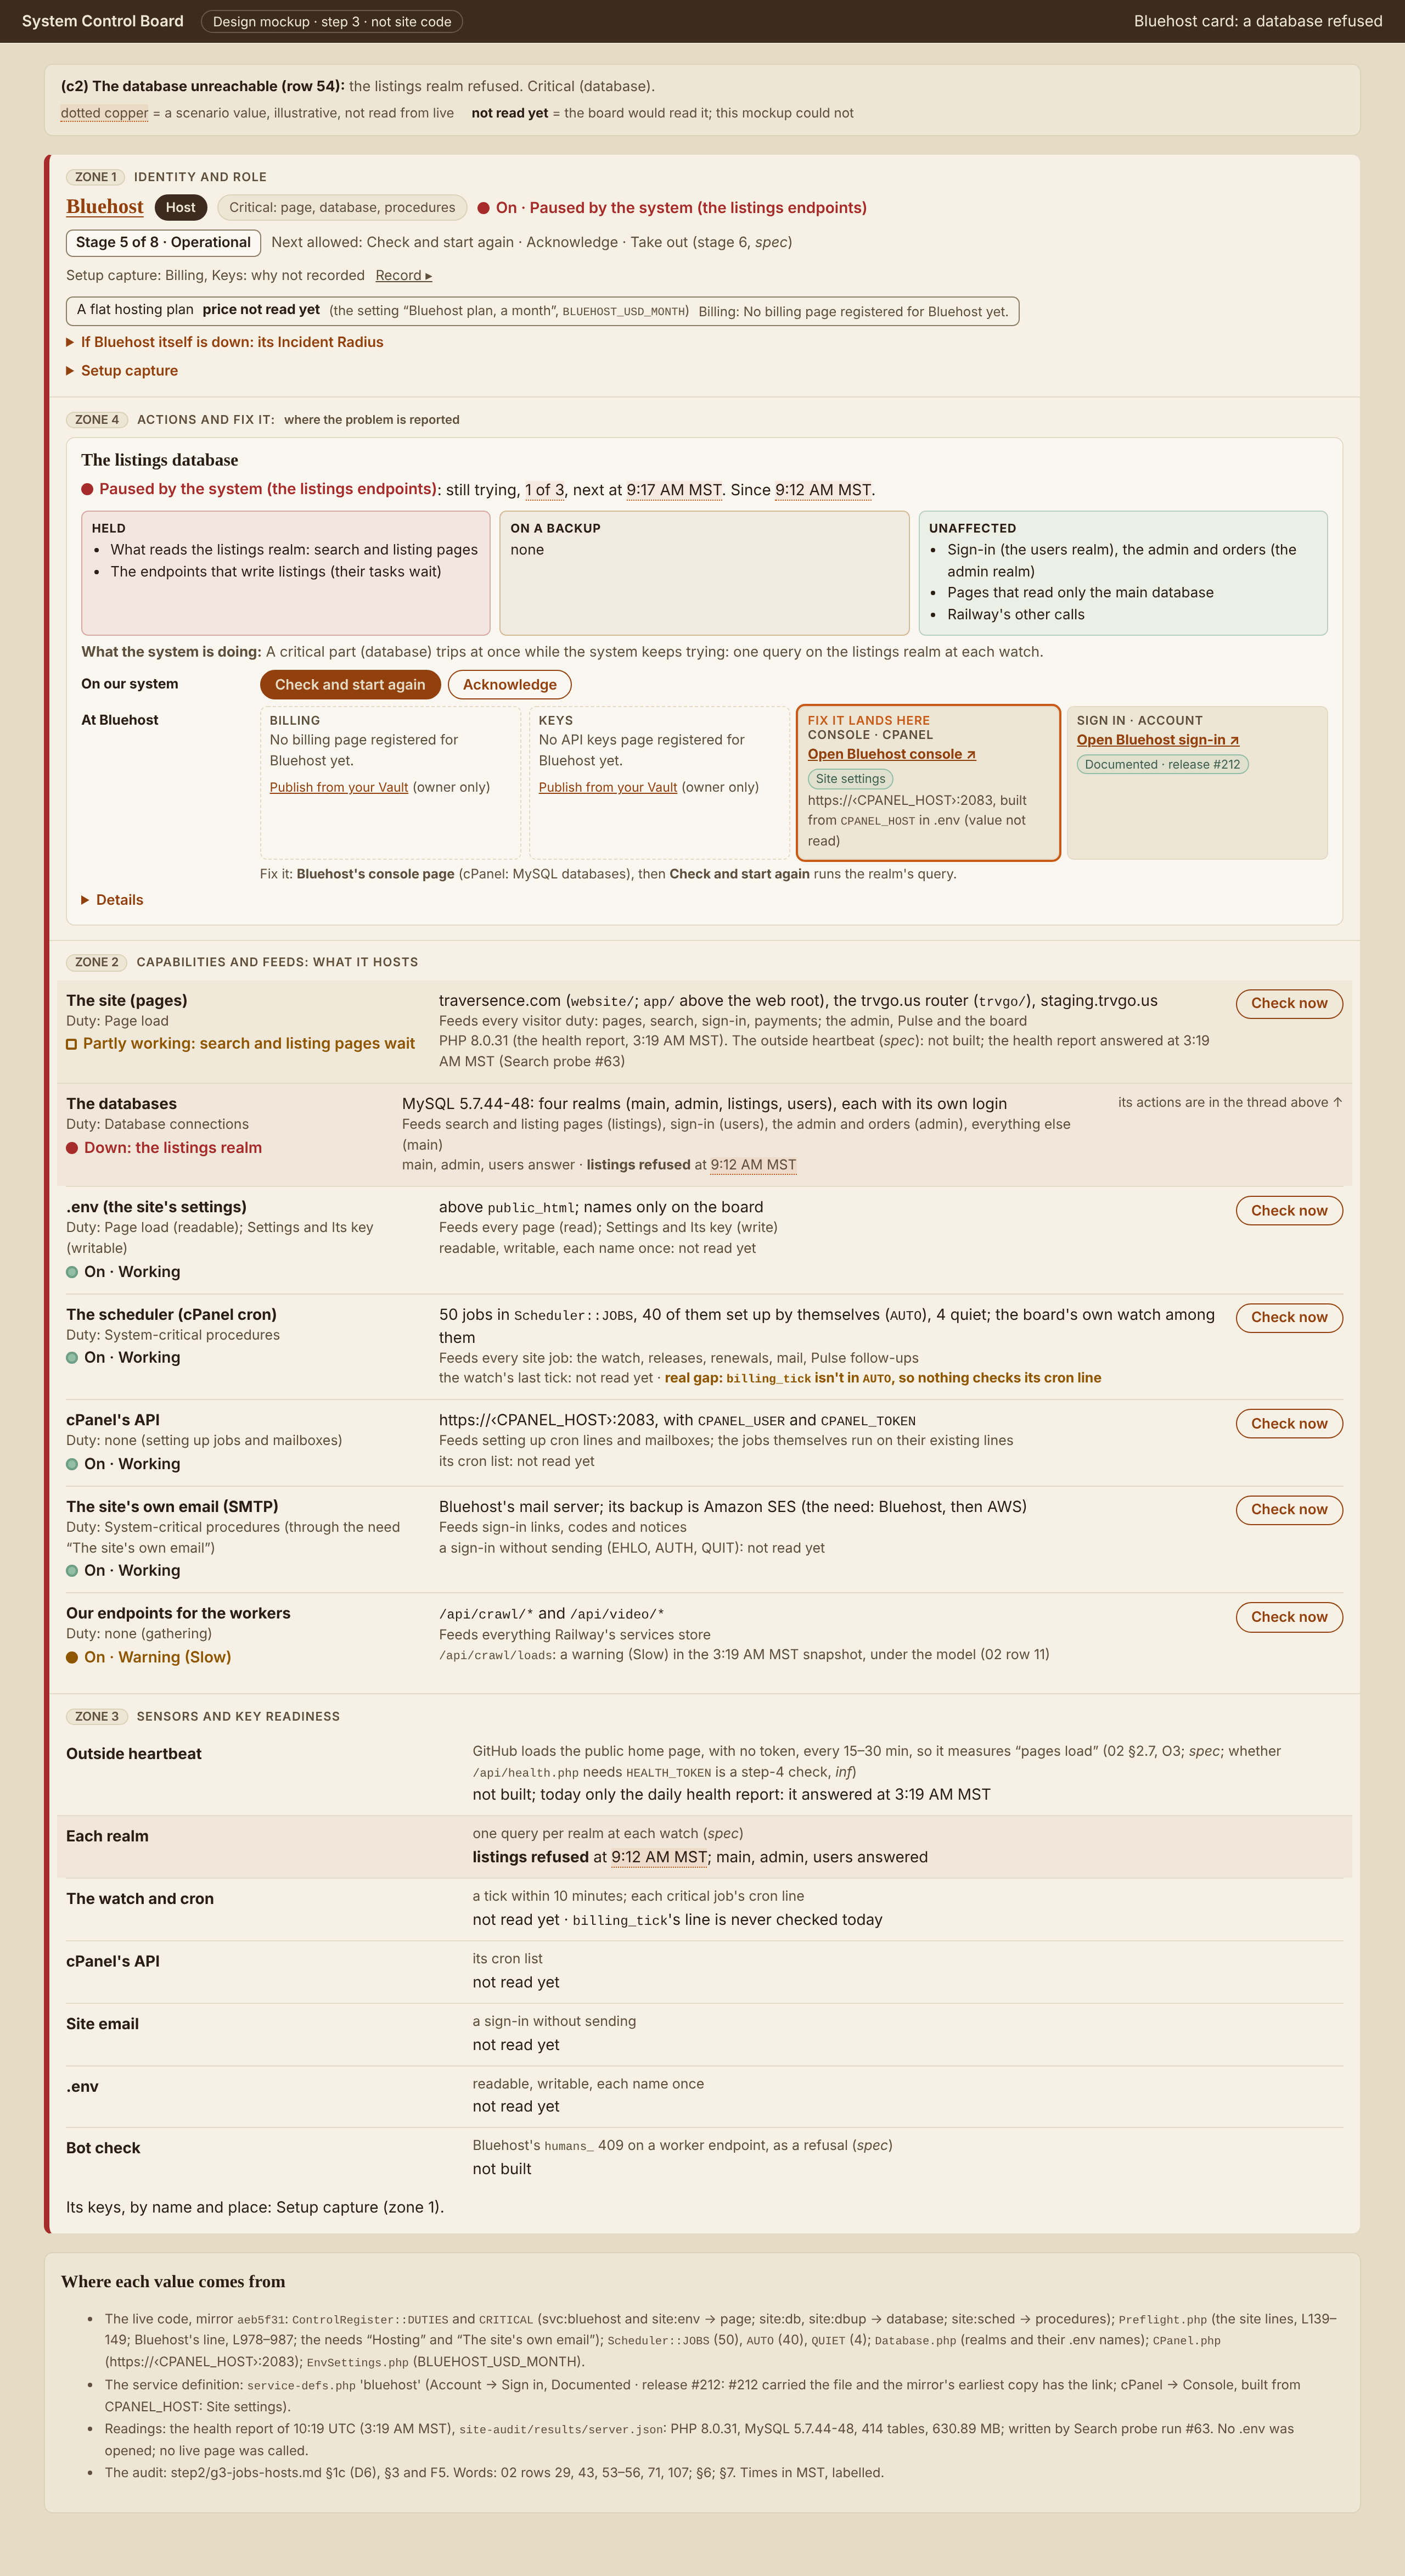 System Control Board
Design mockup · step 3 · not site code
Bluehost card: a database refused
(c2) The database unreachable (row 54): the listings realm refused. Critical (database).
dotted copper = a scenario value, illustrative, not read from live not read yet = the board would read it; this mockup could not
ZONE 1 IDENTITY AND ROLE
Bluehost Host Critical: page, database, procedures On · Paused by the system (the listings endpoints)
Stage 5 of 8 · Operational Next allowed: Check and start again · Acknowledge · Take out (stage 6, spec)
Setup capture: Billing, Keys: why not recorded Record ▸
A flat hosting plan price not read yet (the setting “Bluehost plan, a month”, BLUEHOST_USD_MONTH) Billing: No billing page registered for Bluehost yet.
▶ If Bluehost itself is down: its Incident Radius
▶ Setup capture
ZONE 4 ACTIONS AND FIX IT: where the problem is reported
The listings database
Paused by the system (the listings endpoints): still trying, 1 of 3, next at 9:17 AM MST. Since 9:12 AM MST.
HELD
• What reads the listings realm: search and listing pages
• The endpoints that write listings (their tasks wait)
ON A BACKUP
none
UNAFFECTED
• Sign-in (the users realm), the admin and orders (the
admin realm)
• Pages that read only the main database
• Railway's other calls
What the system is doing: A critical part (database) trips at once while the system keeps trying: one query on the listings realm at each watch.
On our system Check and start again Acknowledge
At Bluehost
BILLING
No billing page registered for
Bluehost yet.
Publish from your Vault (owner only)
KEYS
No API keys page registered for
Bluehost yet.
Publish from your Vault (owner only)
FIX IT LANDS HERE
CONSOLE · CPANEL
Open Bluehost console ↗
Site settings
https://‹CPANEL_HOST›:2083, built
from CPANEL_HOST in .env (value not
read)
SIGN IN · ACCOUNT
Open Bluehost sign-in ↗
Documented · release #212
Fix it: Bluehost's console page (cPanel: MySQL databases), then Check and start again runs the realm's query.
▶ Details
ZONE 2 CAPABILITIES AND FEEDS: WHAT IT HOSTS
The site (pages)
Duty: Page load
Partly working: search and listing pages wait
traversence.com (website/; app/ above the web root), the trvgo.us router (trvgo/), staging.trvgo.us
Feeds every visitor duty: pages, search, sign-in, payments; the admin, Pulse and the board
PHP 8.0.31 (the health report, 3:19 AM MST). The outside heartbeat (spec): not built; the health report answered at 3:19
AM MST (Search probe #63)
Check now
The databases
Duty: Database connections
Down: the listings realm
MySQL 5.7.44-48: four realms (main, admin, listings, users), each with its own login
Feeds search and listing pages (listings), sign-in (users), the admin and orders (admin), everything else
(main)
main, admin, users answer · listings refused at 9:12 AM MST
its actions are in the thread above ↑
.env (the site's settings)
Duty: Page load (readable); Settings and Its key
(writable)
On · Working
above public_html; names only on the board
Feeds every page (read); Settings and Its key (write)
readable, writable, each name once: not read yet
Check now
The scheduler (cPanel cron)
Duty: System-critical procedures
On · Working
50 jobs in Scheduler::JOBS, 40 of them set up by themselves (AUTO), 4 quiet; the board's own watch among
them
Feeds every site job: the watch, releases, renewals, mail, Pulse follow-ups
the watch's last tick: not read yet · real gap: billing_tick isn't in AUTO, so nothing checks its cron line
Check now
cPanel's API
Duty: none (setting up jobs and mailboxes)
On · Working
https://‹CPANEL_HOST›:2083, with CPANEL_USER and CPANEL_TOKEN
Feeds setting up cron lines and mailboxes; the jobs themselves run on their existing lines
its cron list: not read yet
Check now
The site's own email (SMTP)
Duty: System-critical procedures (through the need
“The site's own email”)
On · Working
Bluehost's mail server; its backup is Amazon SES (the need: Bluehost, then AWS)
Feeds sign-in links, codes and notices
a sign-in without sending (EHLO, AUTH, QUIT): not read yet
Check now
Our endpoints for the workers
Duty: none (gathering)
On · Warning (Slow)
/api/crawl/* and /api/video/*
Feeds everything Railway's services store
/api/crawl/loads: a warning (Slow) in the 3:19 AM MST snapshot, under the model (02 row 11)
Check now
ZONE 3 SENSORS AND KEY READINESS
Outside heartbeat
GitHub loads the public home page, with no token, every 15–30 min, so it measures “pages load” (02 §2.7, O3; spec; whether
/api/health.php needs HEALTH_TOKEN is a step-4 check, inf)
not built; today only the daily health report: it answered at 3:19 AM MST
Each realm
one query per realm at each watch (spec)
listings refused at 9:12 AM MST; main, admin, users answered
The watch and cron
a tick within 10 minutes; each critical job's cron line
not read yet · billing_tick's line is never checked today
cPanel's API
its cron list
not read yet
Site email
a sign-in without sending
not read yet
.env
readable, writable, each name once
not read yet
Bot check
Bluehost's humans_ 409 on a worker endpoint, as a refusal (spec)
not built
Its keys, by name and place: Setup capture (zone 1).
Where each value comes from
• The live code, mirror aeb5f31: ControlRegister::DUTIES and CRITICAL (svc:bluehost and site:env → page; site:db, site:dbup → database; site:sched → procedures); Preflight.php (the site lines, L139–
149; Bluehost's line, L978–987; the needs “Hosting” and “The site's own email”); Scheduler::JOBS (50), AUTO (40), QUIET (4); Database.php (realms and their .env names); CPanel.php
(https://‹CPANEL_HOST›:2083); EnvSettings.php (BLUEHOST_USD_MONTH).
• The service definition: service-defs.php 'bluehost' (Account → Sign in, Documented · release #212: #212 carried the file and the mirror's earliest copy has the link; cPanel → Console, built from
CPANEL_HOST: Site settings).
• Readings: the health report of 10:19 UTC (3:19 AM MST), site-audit/results/server.json: PHP 8.0.31, MySQL 5.7.44-48, 414 tables, 630.89 MB; written by Search probe run #63. No .env was
opened; no live page was called.
• The audit: step2/g3-jobs-hosts.md §1c (D6), §3 and F5. Words: 02 rows 29, 43, 53–56, 71, 107; §6; §7. Times in MST, labelled.